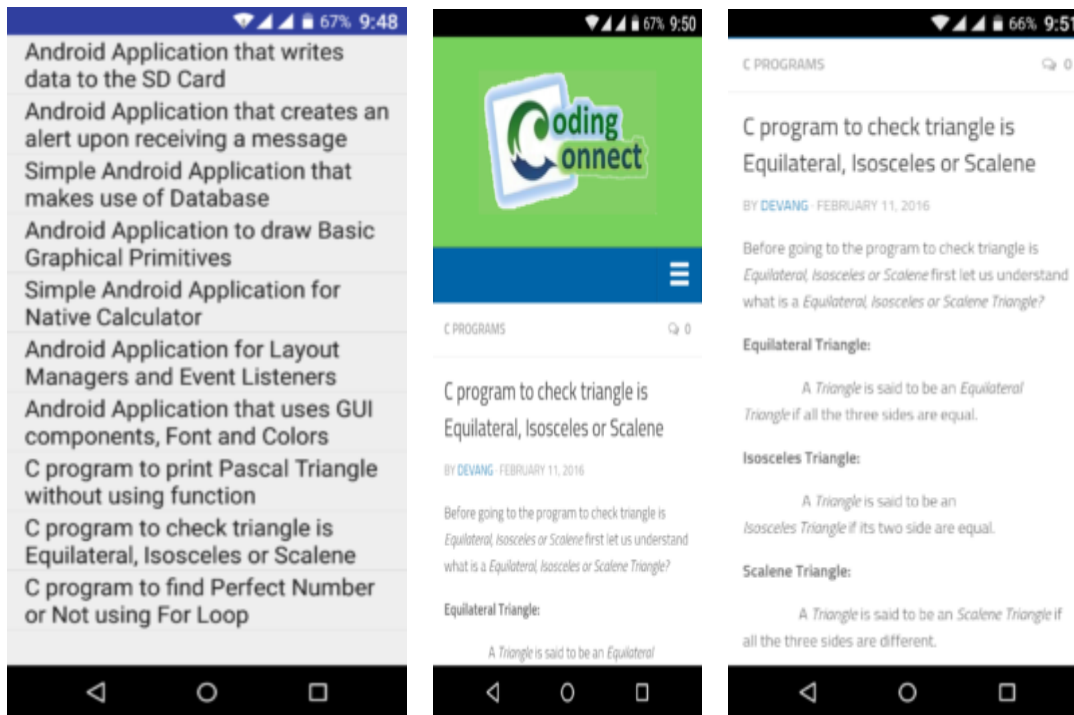 67% 9:48
Android Application that writes
data to the SD Card
Android Application that creates an
alert upon receiving a message
Simple Android Application that
makes use of Database
Android Application to draw Basic
Graphical Primitives
Simple Android Application for
Native Calculator
Android Application for Layout
Managers and Event Listeners
Android Application that uses GUI
components, Font and Colors
C program to print Pascal Triangle
without using function
C program to check triangle is
Equilateral, Isosceles or Scalene
C program to find Perfect Number
or Not using For Loop
67% 9:50
Coding
Connect
C PROGRAMS 0
C program to check triangle is
Equilateral, Isosceles or Scalene
BY DEVANG · FEBRUARY 11, 2016
Before going to the program to check triangle is
Equilateral, Isosceles or Scalene first let us understand
what is a Equilateral, Isosceles or Scalene Triangle?
Equilateral Triangle:
A Triangle is said to be an Equilateral
66% 9:51
C PROGRAMS 0
C program to check triangle is
Equilateral, Isosceles or Scalene
BY DEVANG · FEBRUARY 11, 2016
Before going to the program to check triangle is
Equilateral, Isosceles or Scalene first let us understand
what is a Equilateral, Isosceles or Scalene Triangle?
Equilateral Triangle:
A Triangle is said to be an Equilateral
Triangle if all the three sides are equal.
Isosceles Triangle:
A Triangle is said to be an
Isosceles Triangle if its two side are equal.
Scalene Triangle:
A Triangle is said to be an Scalene Triangle if
all the three sides are different.